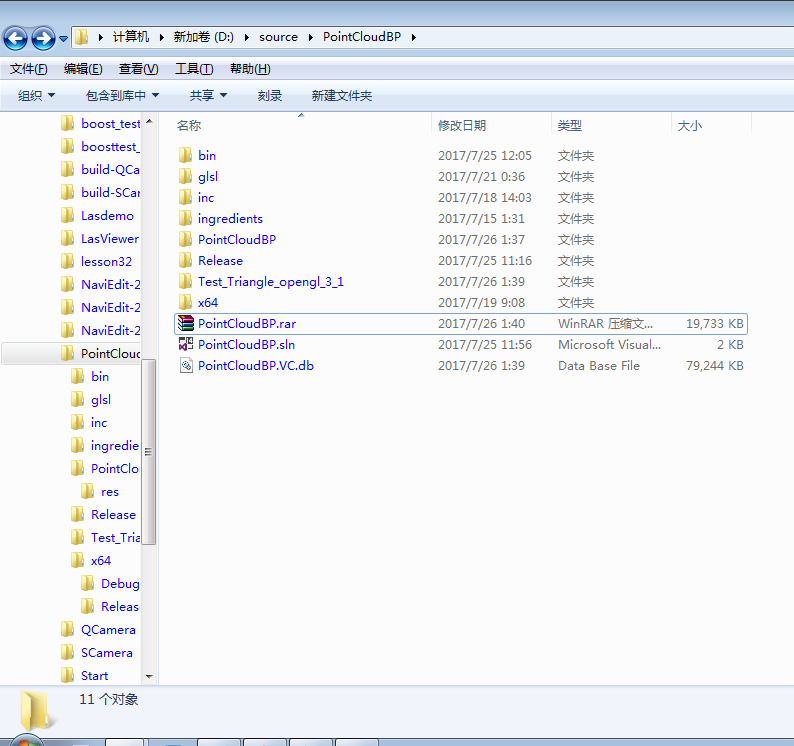 计算机 新加卷 (D:) source PointCloudBP
文件(F) 编辑(E) 查看(V) 工具(T) 帮助(H)
组织 包含到库中 共享 刻录 新建文件夹
boost_test
boosttest_
build-QCa
build-SCar
Lasdemo
LasViewer
lesson32
NaviEdit-2
NaviEdit-2
NaviEdit-2
PointCloud
bin
glsl
inc
ingredie
PointClo
res
Release
Test_Tria
x64
Debug
Releas
QCamera
SCamera
Start
名称 修改日期 类型 大小
bin 2017/7/25 12:05 文件夹
glsl 2017/7/21 0:36 文件夹
inc 2017/7/18 14:03 文件夹
ingredients 2017/7/15 1:31 文件夹
PointCloudBP 2017/7/26 1:37 文件夹
Release 2017/7/25 11:16 文件夹
Test_Triangle_opengl_3_1 2017/7/26 1:39 文件夹
x64 2017/7/19 9:08 文件夹
PointCloudBP.rar 2017/7/26 1:40 WinRAR 压缩文... 19,733 KB
PointCloudBP.sln 2017/7/25 11:56 Microsoft Visual... 2 KB
PointCloudBP.VC.db 2017/7/26 1:39 Data Base File 79,244 KB
11 个对象